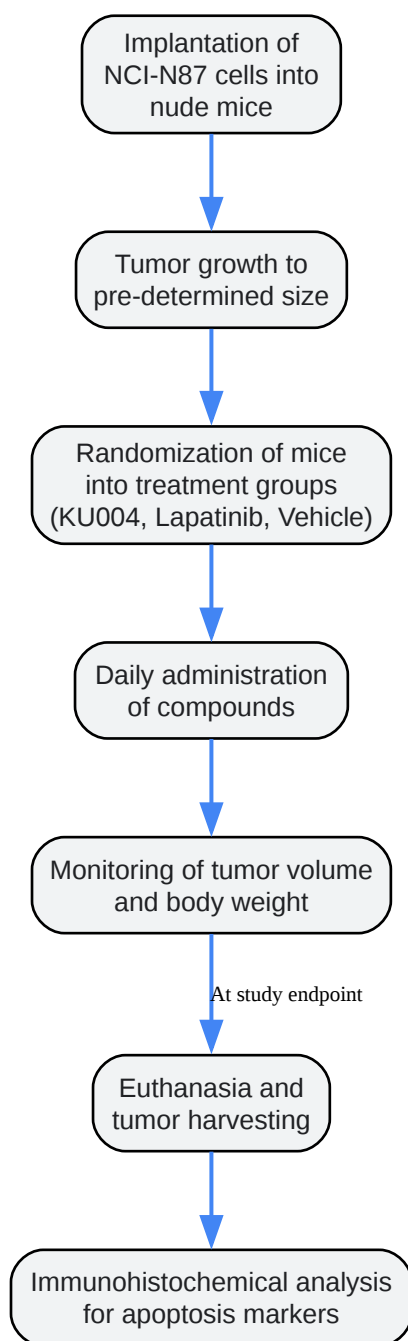 Implantation of
NCI-N87 cells into
nude mice
Tumor growth to
pre-determined size
Randomization of mice
into treatment groups
(KU004, Lapatinib, Vehicle)
Daily administration
of compounds
Monitoring of tumor volume
and body weight
At study endpoint
Euthanasia and
tumor harvesting
Immunohistochemical analysis
for apoptosis markers